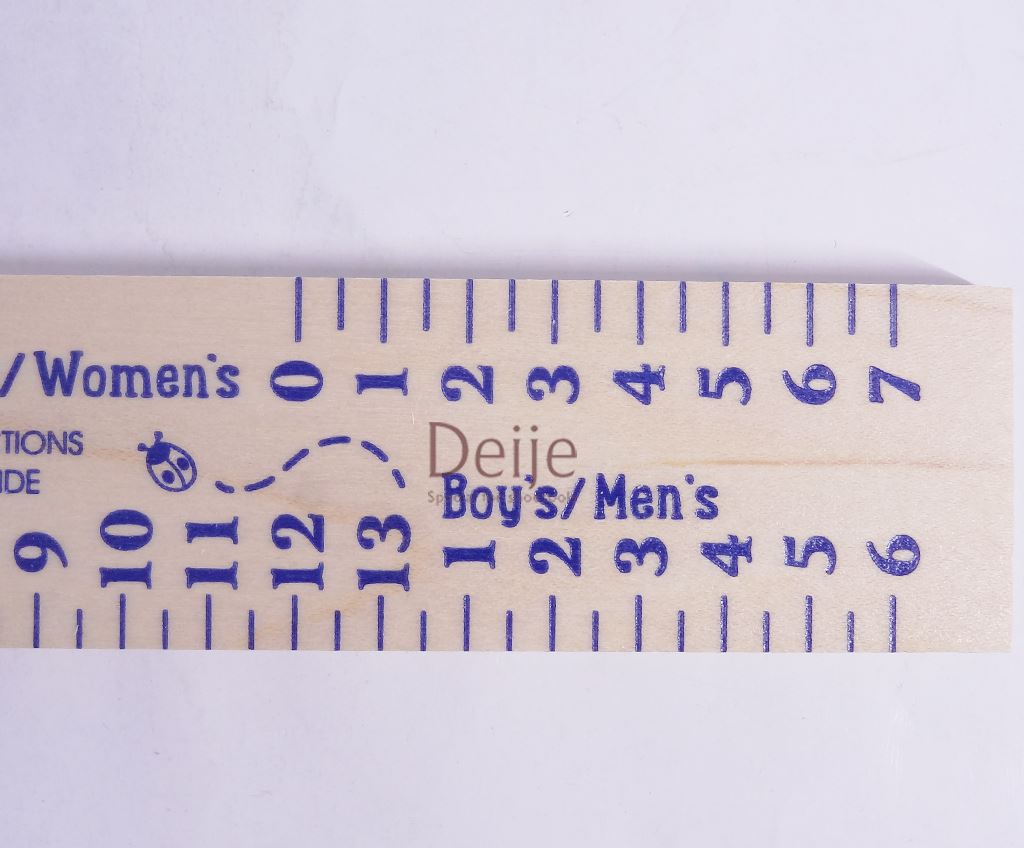 /Women's 0 1 2 3 4 5 6 7
TIONS
IDE
Deije
Boy's/Men's
9 10 11 12 13 1 2 3 4 5 6